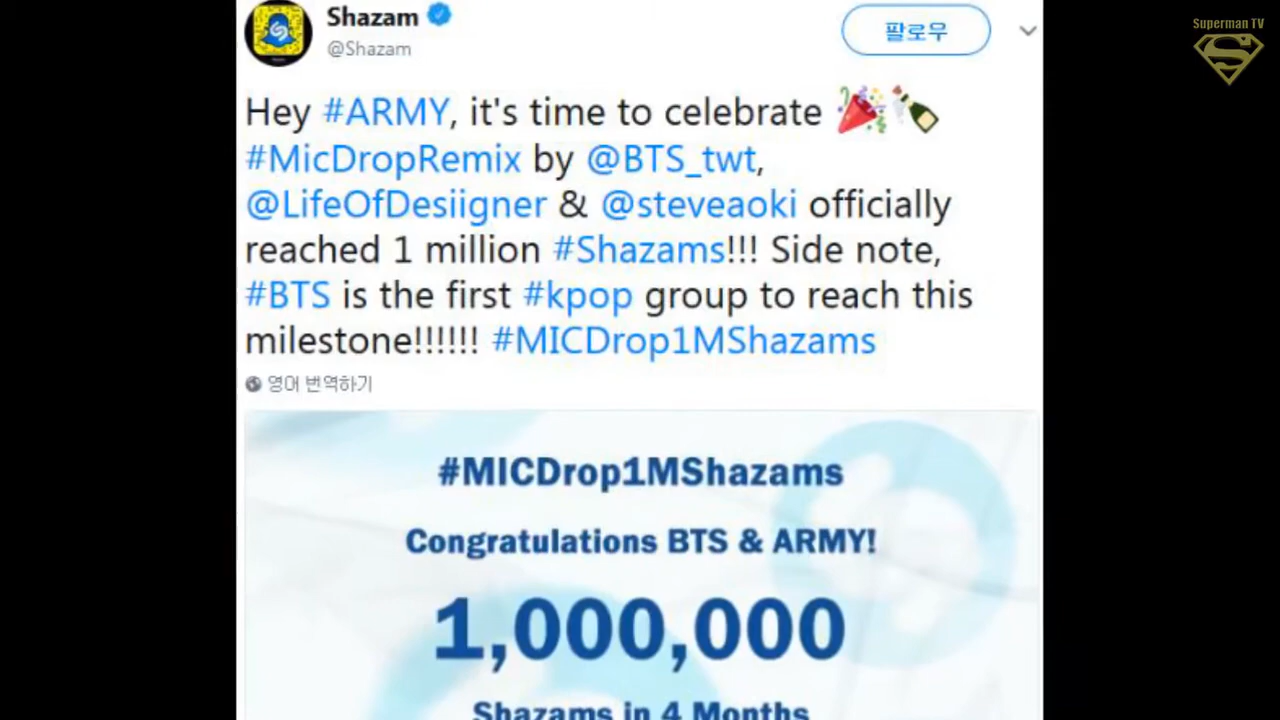 Shazam
@Shazam
팔로우
Superman TV
Hey #ARMY, it's time to celebrate
#MicDropRemix by @BTS_twt,
@LifeOfDesiigner & @steveaoki officially
reached 1 million #Shazams!!! Side note,
#BTS is the first #kpop group to reach this
milestone!!!!!! #MICDrop1MShazams
영어 번역하기
#MICDrop1MShazams
Congratulations BTS & ARMY!
1,000,000
Shazams in 4 Months